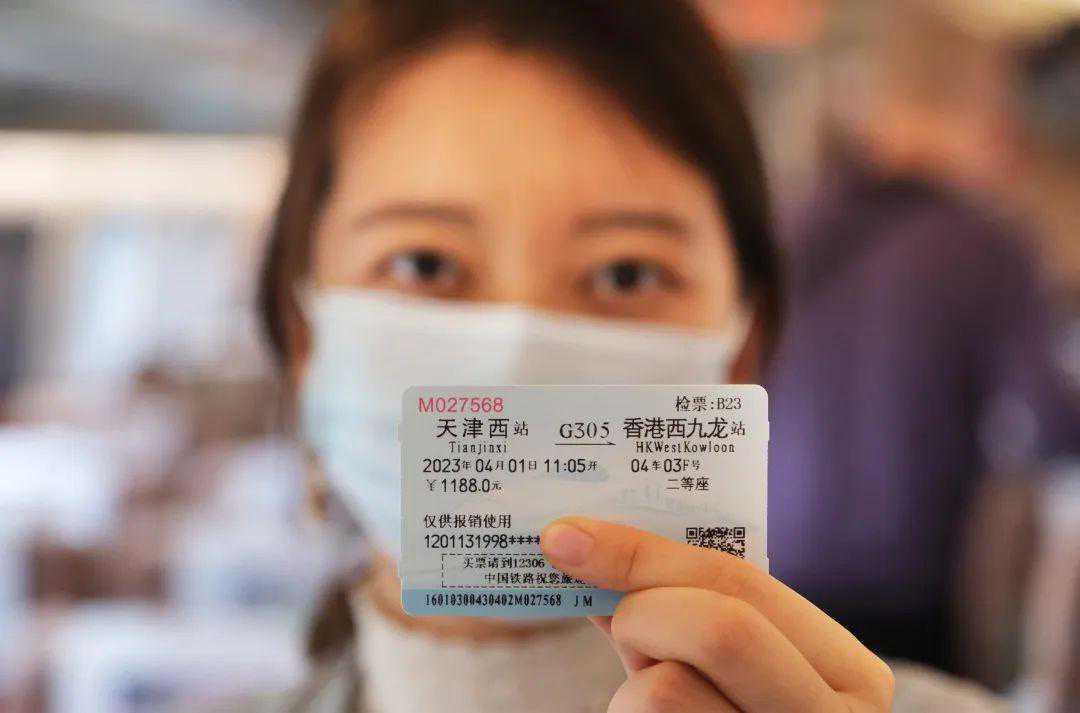 M027568 检票:B23
天津西站 G305 香港西九龙站
Tianjinxi HKWestKowloon
2023年04月01日11:05开 04车03F号
￥1188.0元 二等座
仅供报销使用
1201131998****
买票请到12306
中国铁路祝您旅
16010300430402M027568 JM